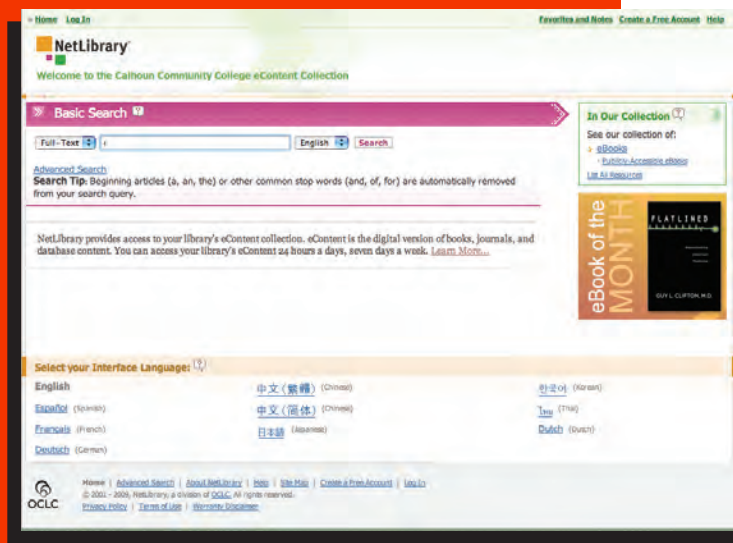 » Home Log In
Favorites and Notes Create a Free Account Help
NetLibrary
Welcome to the Calhoun Community College eContent Collection
Basic Search
Full-Text English Search
Advanced Search
Search Tip: Beginning articles (a, an, the) or other common stop words (and, of, for) are automatically removed
from your search query.
NetLibrary provides access to your library's eContent collection. eContent is the digital version of books, journals, and
database content. You can access your library's eContent 24 hours a days, seven days a week. Learn More...
In Our Collection
See our collection of:
eBooks
Publicly-Accessible eBooks
List All Resources
eBook of the
MONTH
FLATLINED
GUY L. CLIFTON, M.D.
Select your Interface Language:
English
Español (Spanish)
Français (French)
Deutsch (German)
中文(繁體) (Chinese)
中文(简体) (Chinese)
日本語 (Japanese)
한국어 (Korean)
ไทย (Thai)
Dutch (Dutch)
OCLC
Home | Advanced Search | About NetLibrary | Help | Site Map | Create a Free Account | Log In
© 2001 - 2009, NetLibrary, a division of OCLC. All rights reserved.
Privacy Policy | Terms of Use | Warranty Disclaimer